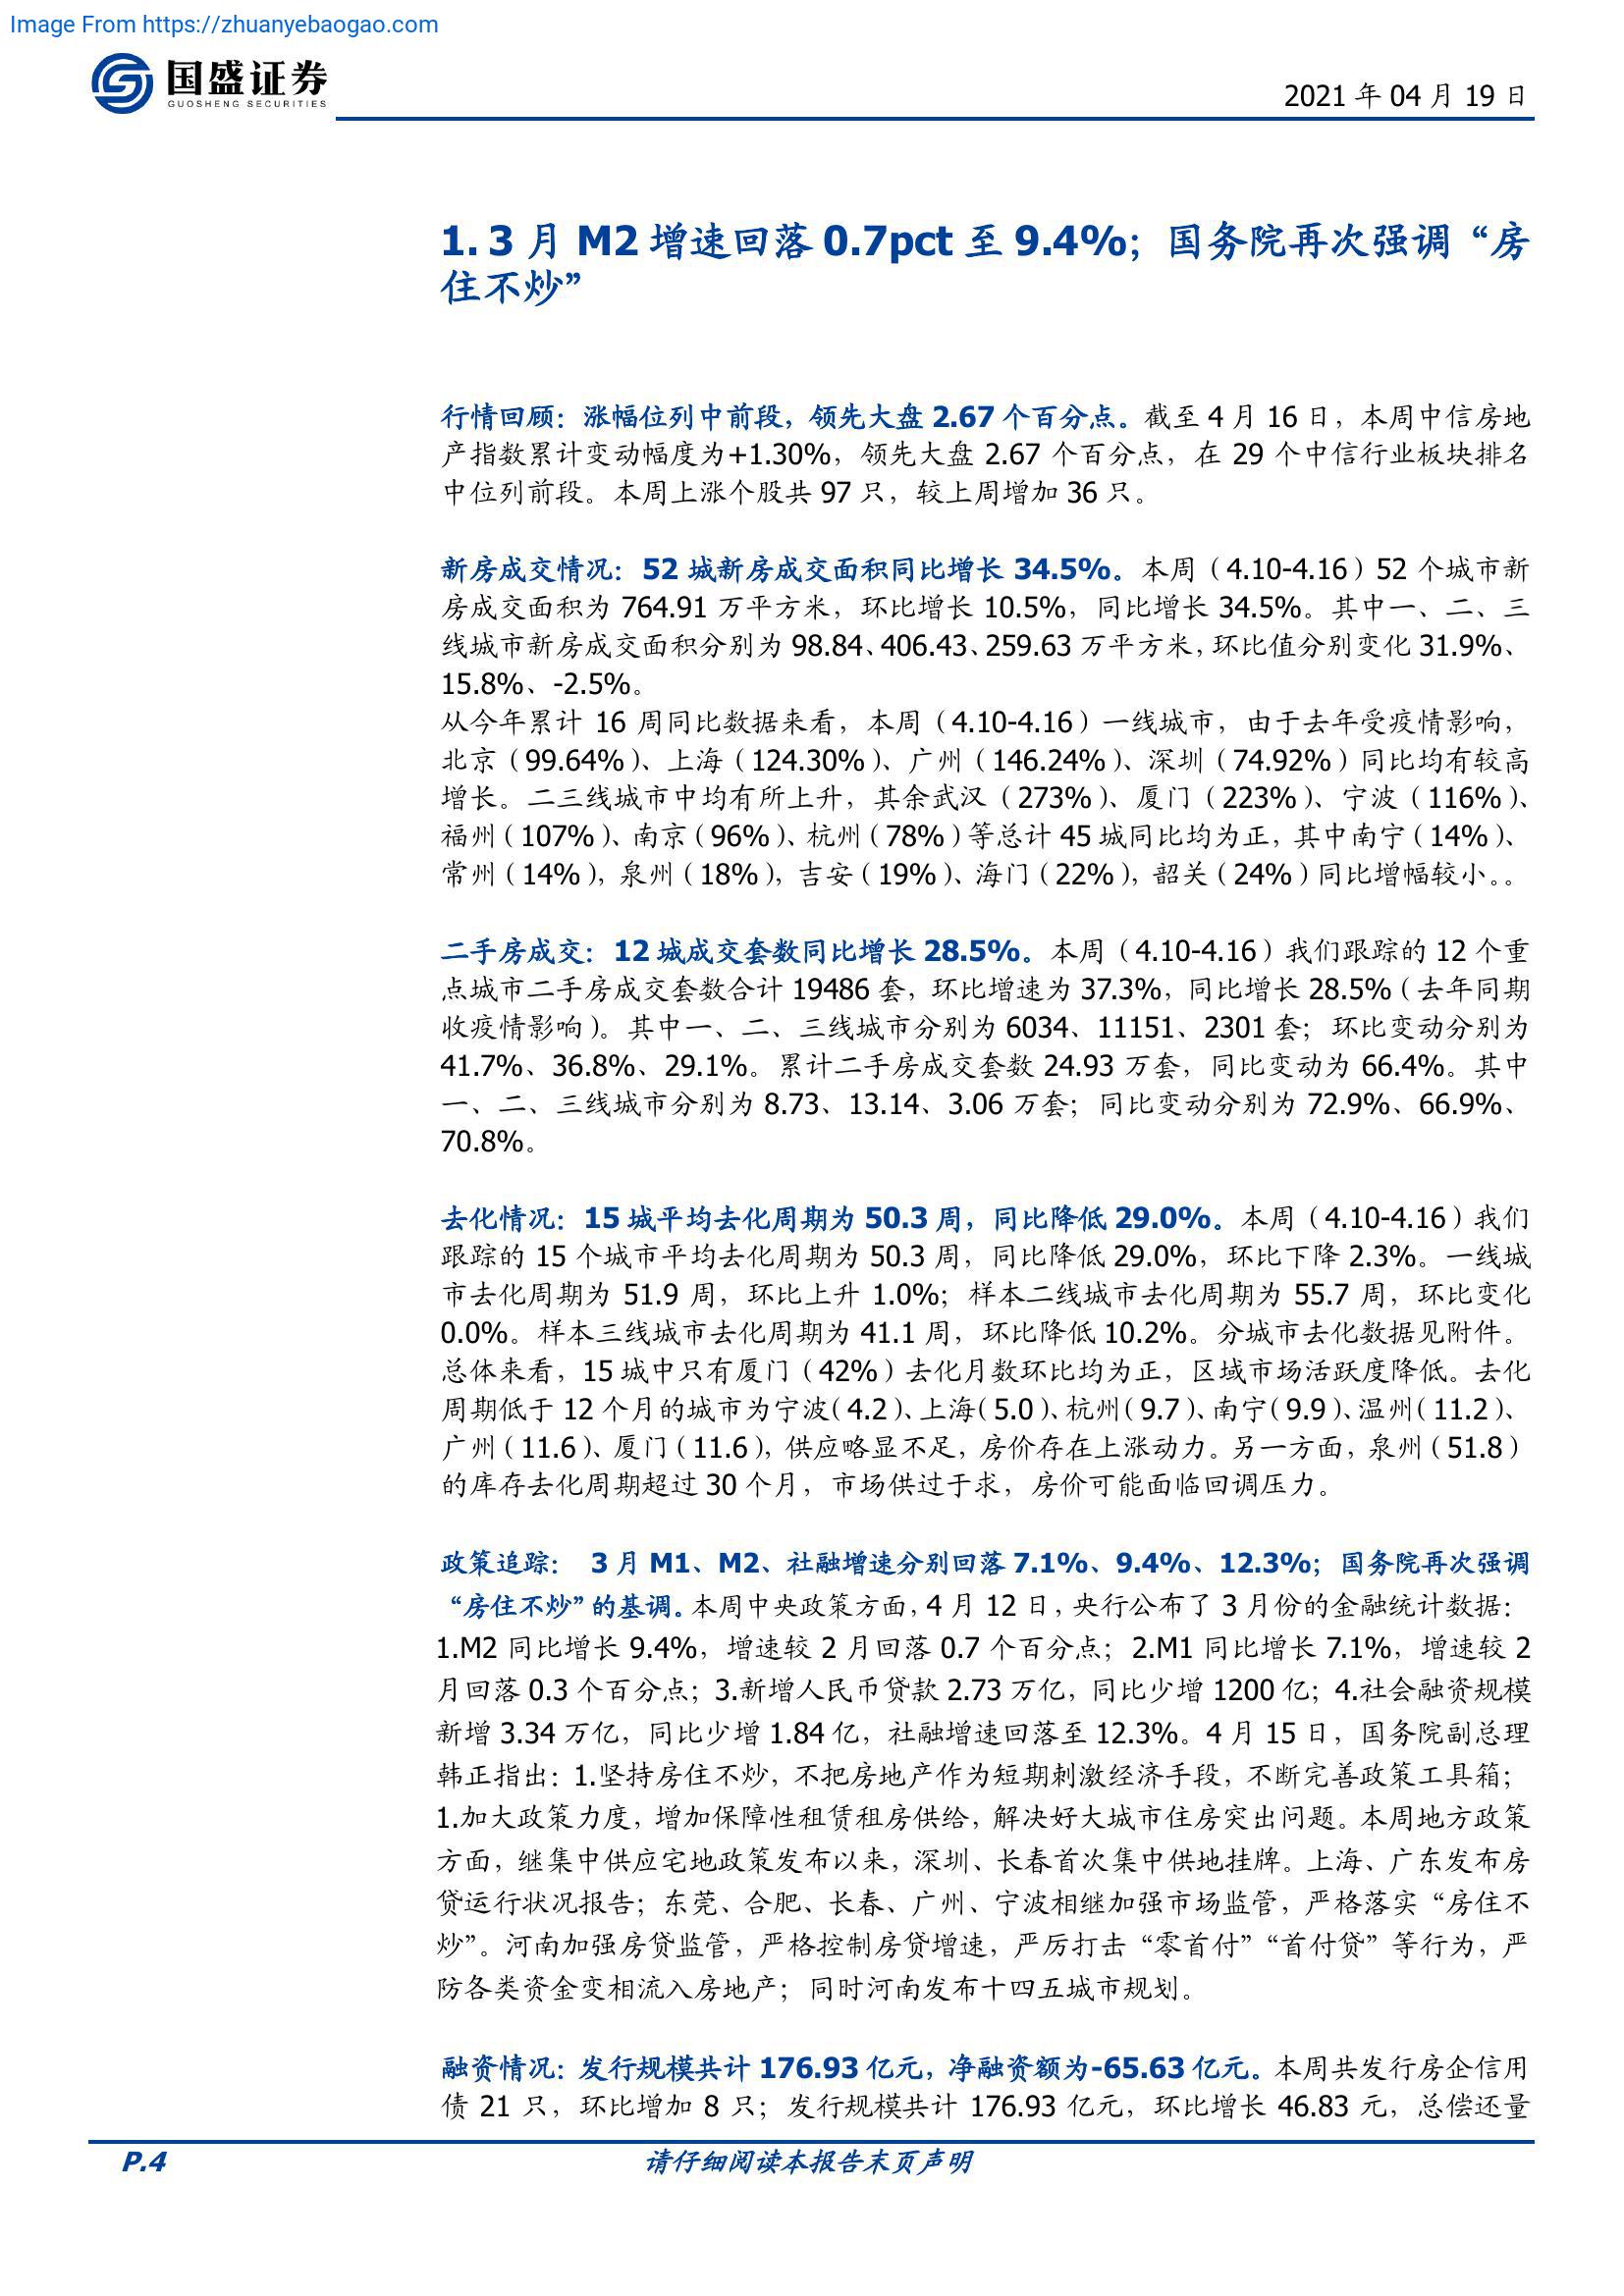 Image From https://zhuanyebaogao.com
国盛证券
GUOSHENG SECURITIES
2021 年 04 月 19 日
1. 3 月 M2 增速回落 0.7pct 至 9.4%；国务院再次强调“房
住不炒”
行情回顾：涨幅位列中前段，领先大盘 2.67 个百分点。截至 4 月 16 日，本周中信房地
产指数累计变动幅度为+1.30%，领先大盘 2.67 个百分点，在 29 个中信行业板块排名
中位列前段。本周上涨个股共 97 只，较上周增加 36 只。
新房成交情况：52 城新房成交面积同比增长 34.5%。本周（4.10-4.16）52 个城市新
房成交面积为 764.91 万平方米，环比增长 10.5%，同比增长 34.5%。其中一、二、三
线城市新房成交面积分别为 98.84、406.43、259.63 万平方米，环比值分别变化 31.9%、
15.8%、-2.5%。
从今年累计 16 周同比数据来看，本周（4.10-4.16）一线城市，由于去年受疫情影响，
北京（99.64%）、上海（124.30%）、广州（146.24%）、深圳（74.92%）同比均有较高
增长。二三线城市中均有所上升，其余武汉（273%）、厦门（223%）、宁波（116%）、
福州（107%）、南京（96%）、杭州（78%）等总计 45 城同比均为正，其中南宁（14%）、
常州（14%），泉州（18%），吉安（19%）、海门（22%），韶关（24%）同比增幅较小。。
二手房成交：12 城成交套数同比增长 28.5%。本周（4.10-4.16）我们跟踪的 12 个重
点城市二手房成交套数合计 19486 套，环比增速为 37.3%，同比增长 28.5%（去年同期
收疫情影响）。其中一、二、三线城市分别为 6034、11151、2301 套；环比变动分别为
41.7%、36.8%、29.1%。累计二手房成交套数 24.93 万套，同比变动为 66.4%。其中
一、二、三线城市分别为 8.73、13.14、3.06 万套；同比变动分别为 72.9%、66.9%、
70.8%。
去化情况：15 城平均去化周期为 50.3 周，同比降低 29.0%。本周（4.10-4.16）我们
跟踪的 15 个城市平均去化周期为 50.3 周，同比降低 29.0%，环比下降 2.3%。一线城
市去化周期为 51.9 周，环比上升 1.0%；样本二线城市去化周期为 55.7 周，环比变化
0.0%。样本三线城市去化周期为 41.1 周，环比降低 10.2%。分城市去化数据见附件。
总体来看，15 城中只有厦门（42%）去化月数环比均为正，区域市场活跃度降低。去化
周期低于 12 个月的城市为宁波（4.2）、上海（5.0）、杭州（9.7）、南宁（9.9）、温州（11.2）、
广州（11.6）、厦门（11.6），供应略显不足，房价存在上涨动力。另一方面，泉州（51.8）
的库存去化周期超过 30 个月，市场供过于求，房价可能面临回调压力。
政策追踪： 3 月 M1、M2、社融增速分别回落 7.1%、9.4%、12.3%；国务院再次强调
“房住不炒”的基调。本周中央政策方面，4 月 12 日，央行公布了 3 月份的金融统计数据：
1.M2 同比增长 9.4%，增速较 2 月回落 0.7 个百分点；2.M1 同比增长 7.1%，增速较 2
月回落 0.3 个百分点；3.新增人民币贷款 2.73 万亿，同比少增 1200 亿；4.社会融资规模
新增 3.34 万亿，同比少增 1.84 亿，社融增速回落至 12.3%。4 月 15 日，国务院副总理
韩正指出：1.坚持房住不炒，不把房地产作为短期刺激经济手段，不断完善政策工具箱；
1.加大政策力度，增加保障性租赁租房供给，解决好大城市住房突出问题。本周地方政策
方面，继集中供应宅地政策发布以来，深圳、长春首次集中供地挂牌。上海、广东发布房
贷运行状况报告；东莞、合肥、长春、广州、宁波相继加强市场监管，严格落实“房住不
炒”。河南加强房贷监管，严格控制房贷增速，严厉打击“零首付”“首付贷”等行为，严
防各类资金变相流入房地产；同时河南发布十四五城市规划。
融资情况：发行规模共计 176.93 亿元，净融资额为-65.63 亿元。本周共发行房企信用
债 21 只，环比增加 8 只；发行规模共计 176.93 亿元，环比增长 46.83 元，总偿还量
P.4
请仔细阅读本报告末页声明